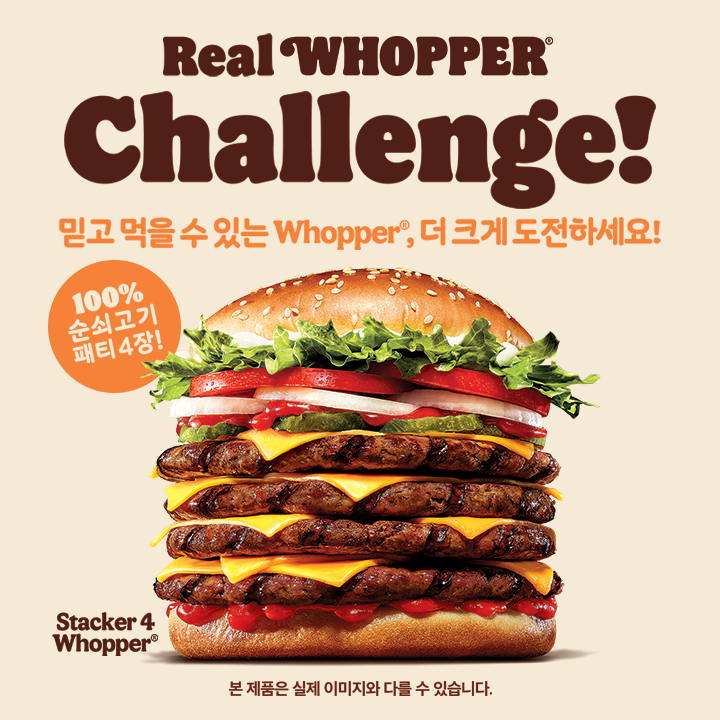 Real WHOPPER®
Challenge!
믿고 먹을 수 있는 Whopper®, 더 크게 도전하세요!
100%
순쇠고기
패티 4장!
Stacker 4
Whopper®
본 제품은 실제 이미지와 다를 수 있습니다.